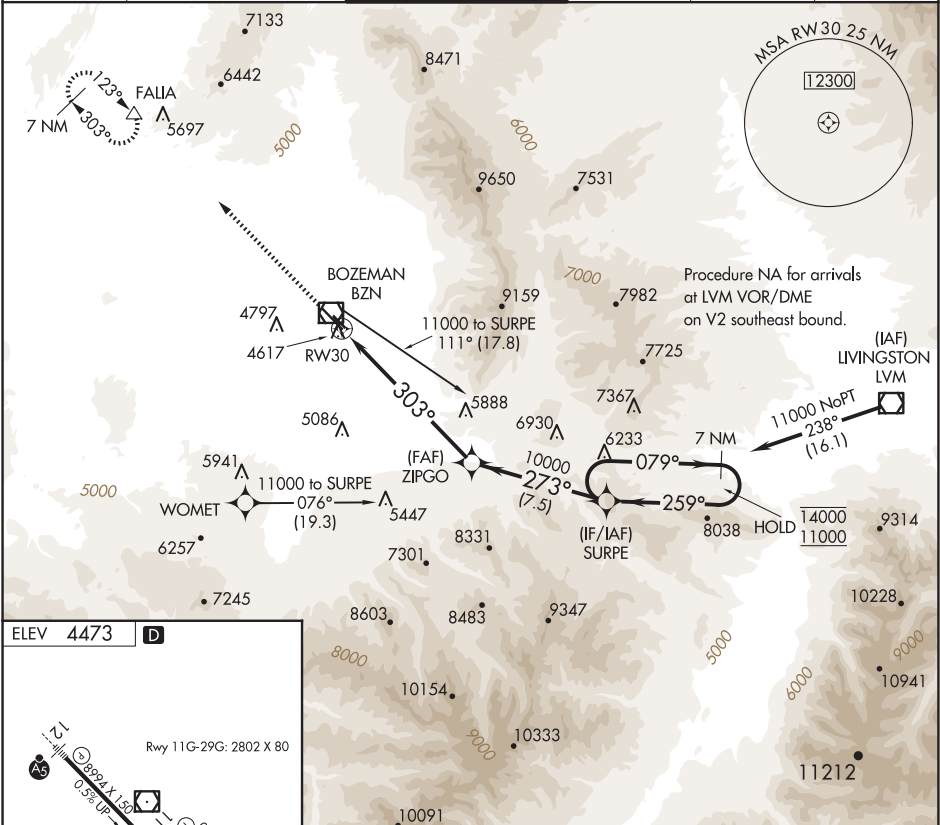 7133
8471
6442
MSA RW30 25 NM
12300
123°
FALIA
7 NM
303°
5697
5000
6000
9650
7531
7000
BOZEMAN
BZN
Procedure NA for arrivals
at LVM VOR/DME
on V2 southeast bound.
9159
7982
4797
11000 to SURPE
111° (17.8)
4617
RW30
(IAF)
LIVINGSTON
LVM
7725
303°
5888
7367
11000 NoPT
238°
(16.1)
5086
6930
6233
7 NM
(FAF)
ZIPGO
10000
273°
(7.5)
079°
5941
5000
11000 to SURPE
WOMET
076°
(19.3)
5447
259°
(IF/IAF)
SURPE
8038
HOLD
14000
11000
9314
6257
8331
7301
7245
8603
8483
9347
10228
ELEV 4473
D
8000
5000
9000
6000
10154
10941
12
Rwy 11G-29G: 2802 X 80
9000
10333
A5
8994 X 150
0.5% UP
11212
10091